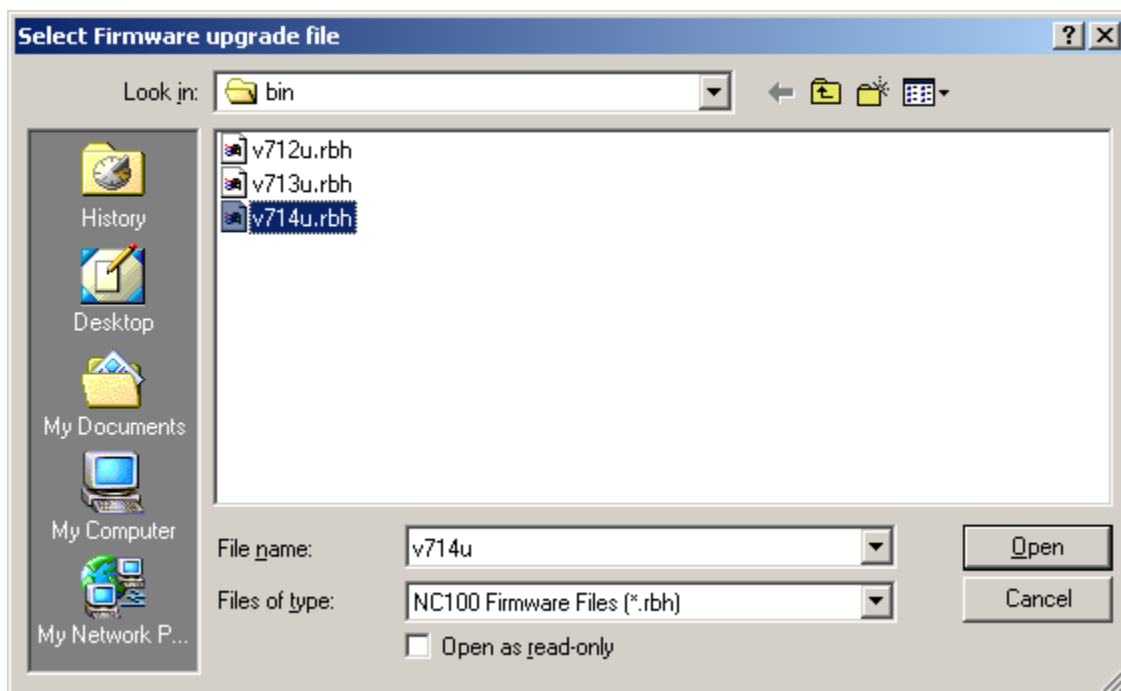 Select Firmware upgrade file
Look in: bin
v712u.rbh
v713u.rbh
v714u.rbh
History
Desktop
My Documents
My Computer
My Network P...
File name: v714u Open
Files of type: NC100 Firmware Files (*.rbh) Cancel
Open as read-only